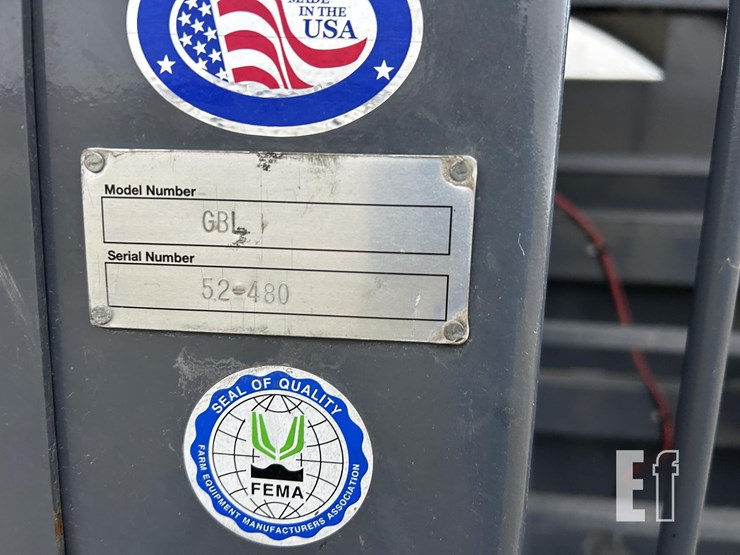 MADE
IN THE
USA
Model Number
GBL
Serial Number
52-480
SEAL OF QUALITY
FEMA
FARM EQUIPMENT MANUFACTURERS ASSOCIATION
Ef